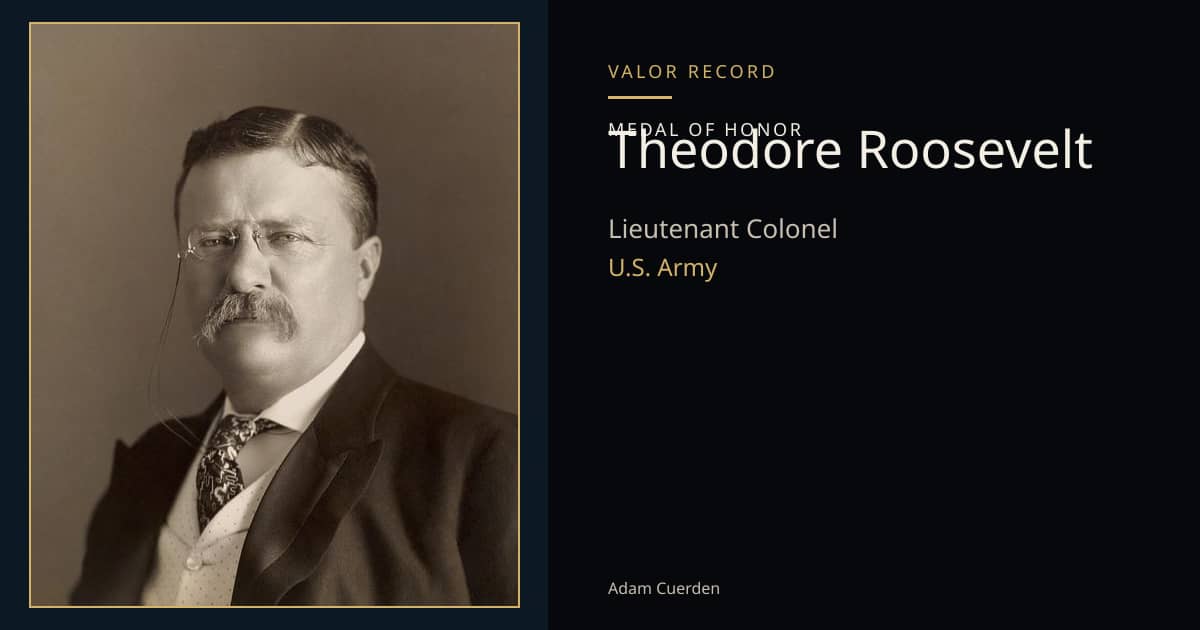 VALOR RECORD
MEDAL OF HONOR
Theodore Roosevelt
Lieutenant Colonel
U.S. Army
Adam Cuerden